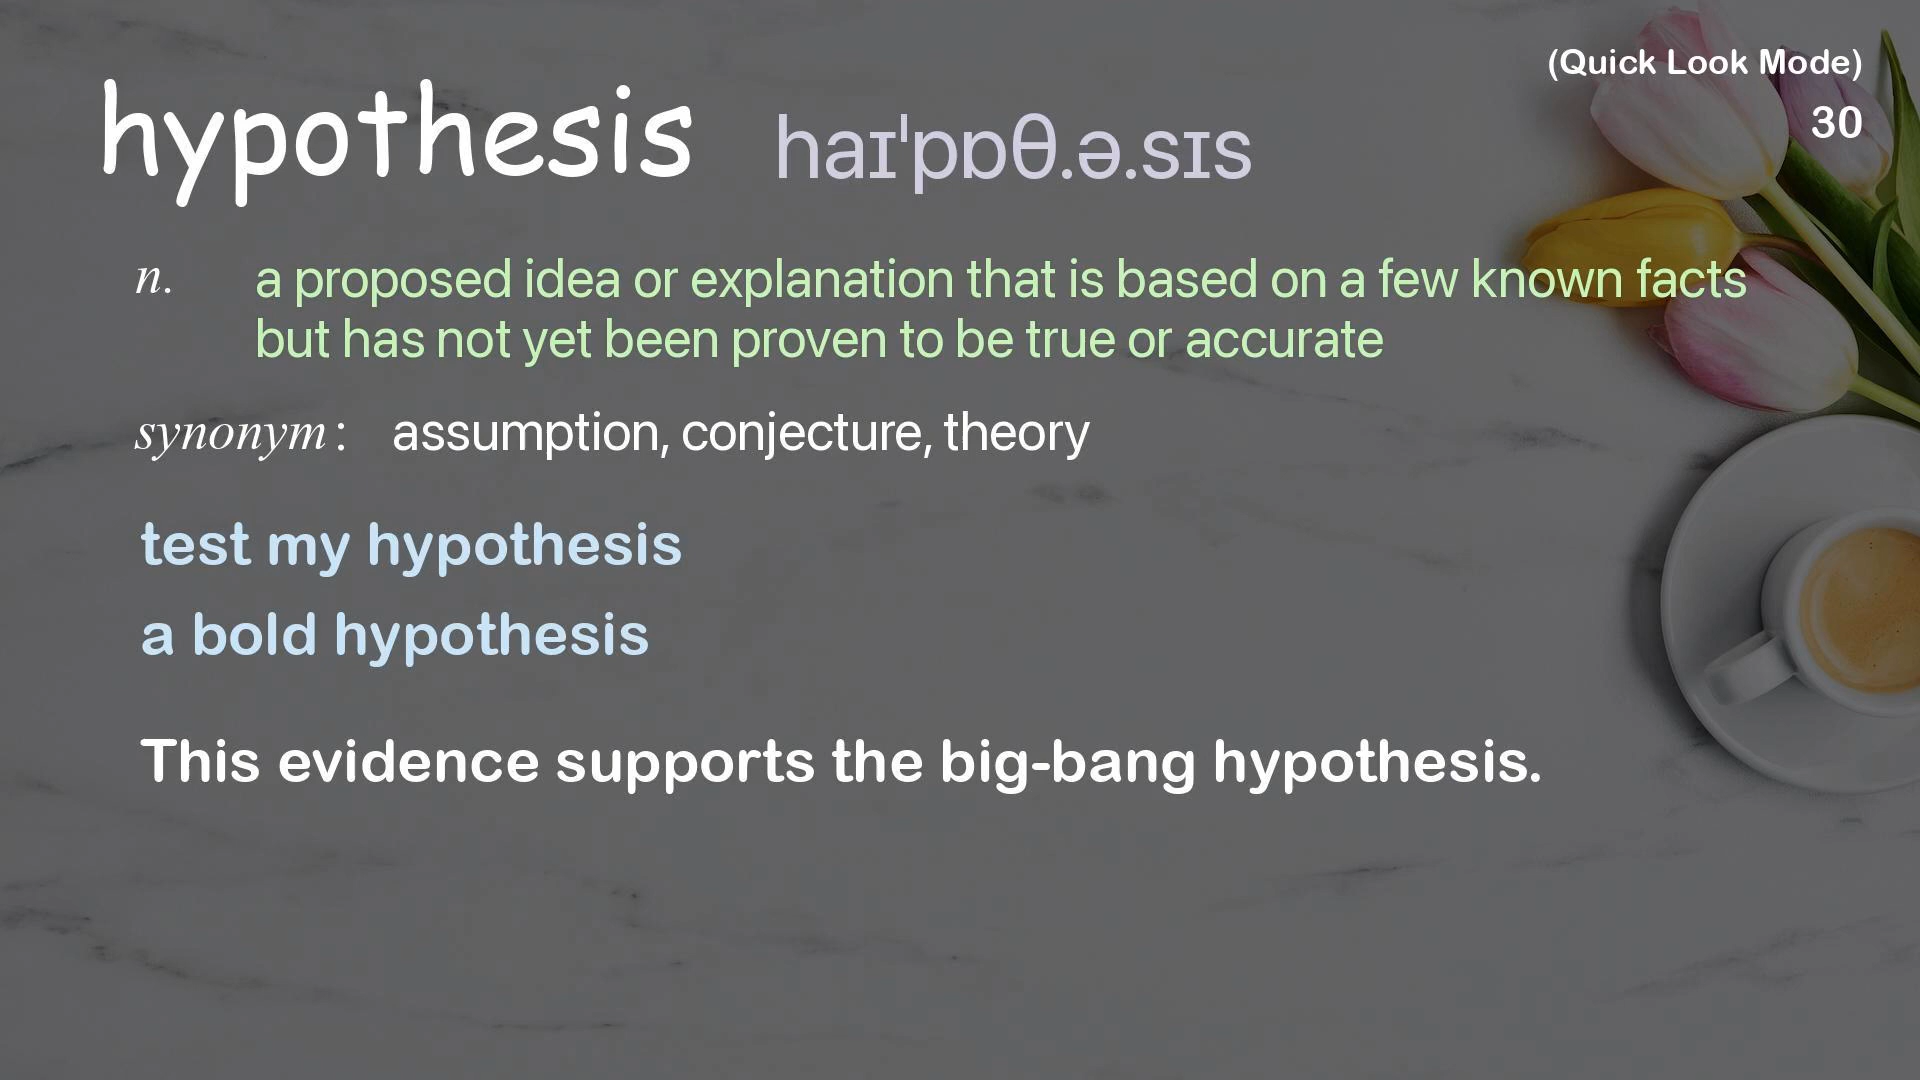 (Quick Look Mode)
30
hypothesis haɪˈpɒθ.ə.sɪs
n. a proposed idea or explanation that is based on a few known facts
but has not yet been proven to be true or accurate
synonym: assumption, conjecture, theory
test my hypothesis
a bold hypothesis
This evidence supports the big-bang hypothesis.